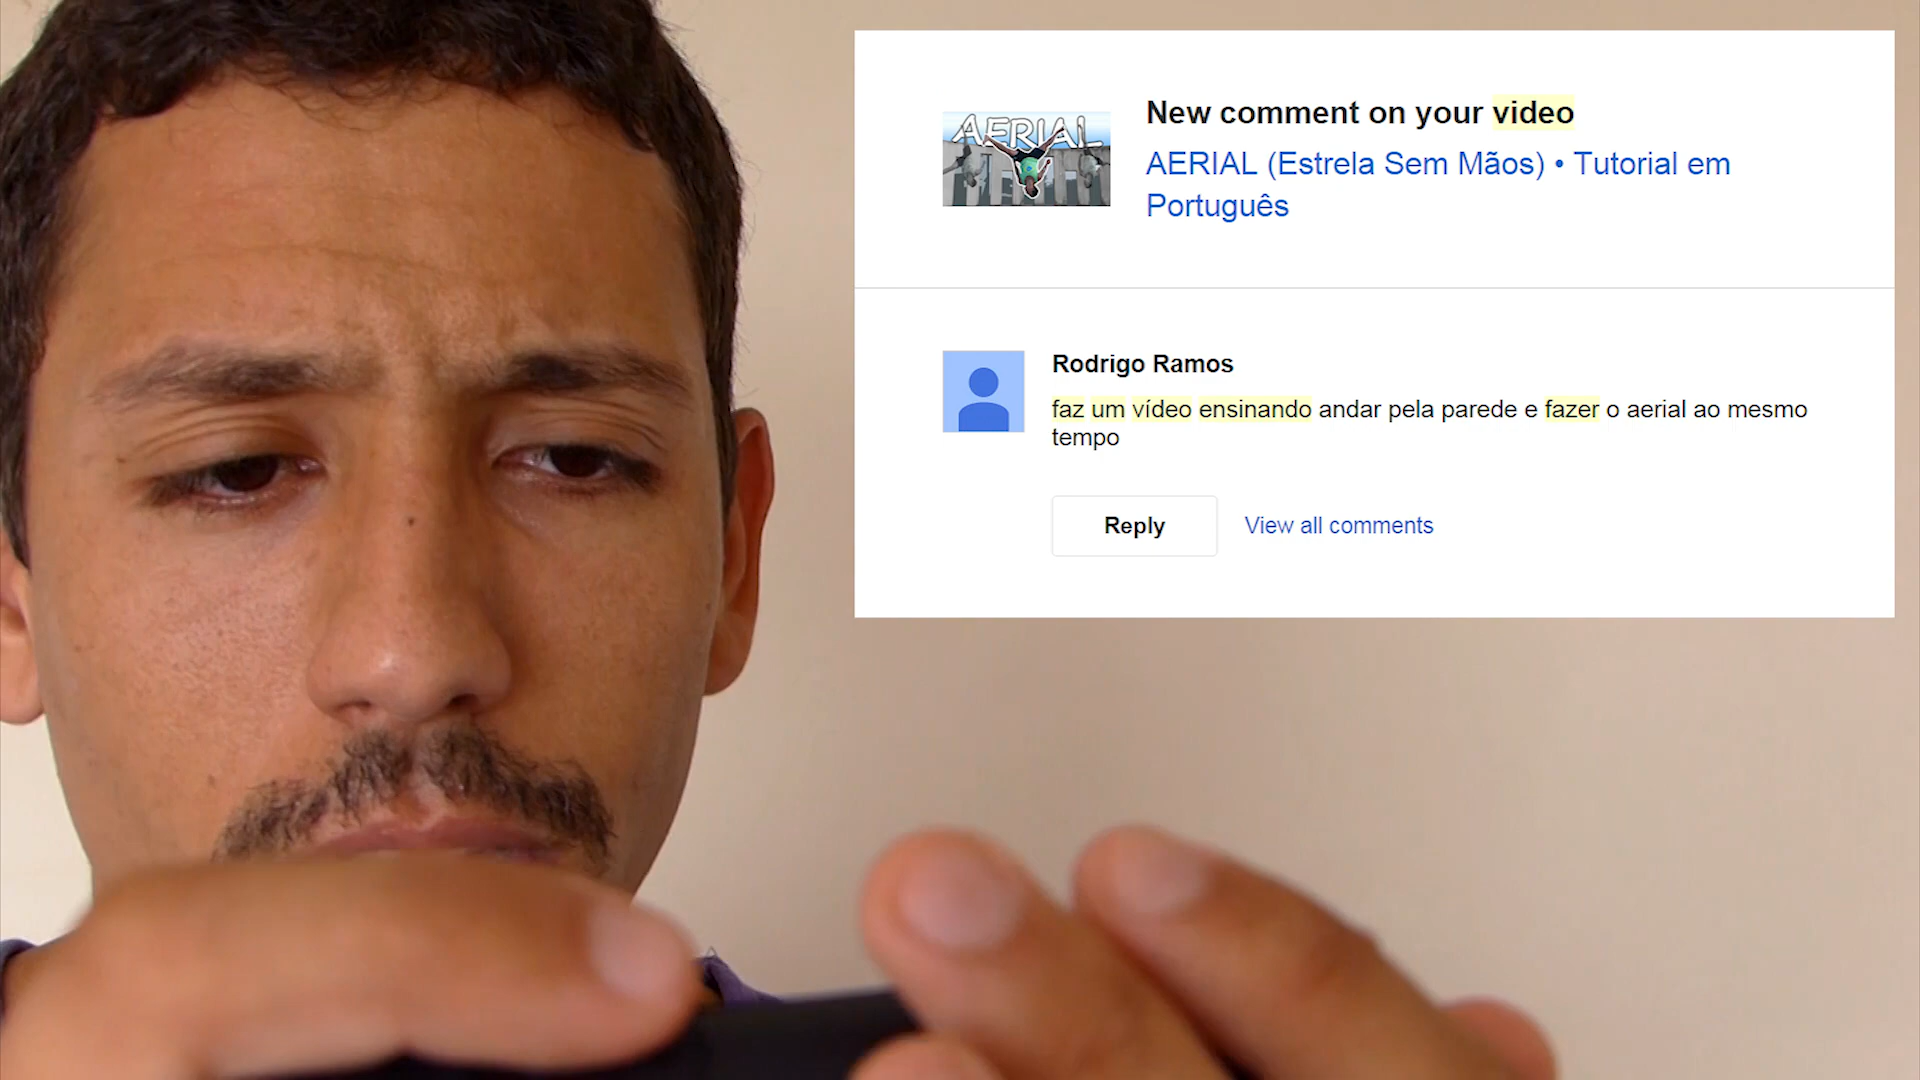 AERIAL
New comment on your video
AERIAL (Estrela Sem Mãos) • Tutorial em
Português
Rodrigo Ramos
faz um vídeo ensinando andar pela parede e fazer o aerial ao mesmo
tempo
Reply
View all comments